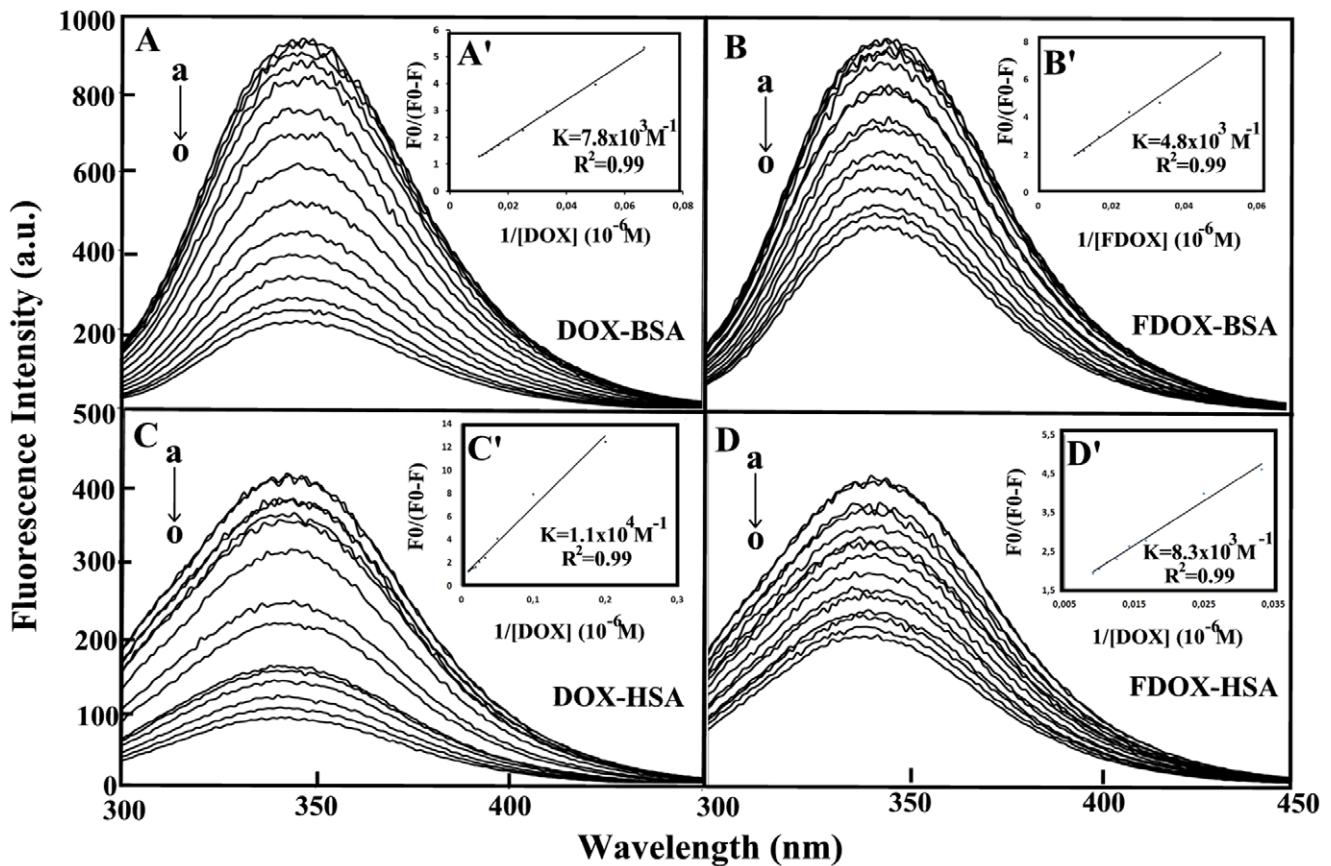 Fluorescence Intensity (a.u.)
1000
800
600
400
200
50
A
a
o
A'
F0/(F0-F)
6
5
4
3
2
1
0
K=7.8x10³M⁻¹
R²=0.99
0 0,02 0,04 0,06 0,08
1/[DOX] (10⁻⁶M)
DOX-BSA
B
a
o
B'
F0/(F0-F)
8
6
4
2
0
K=4.8x10³ M⁻¹
R²=0.99
0 0,02 0,04 0,06
1/[FDOX] (10⁻⁶M)
FDOX-BSA
500
400
300
200
100
0
C
a
o
C'
F0/(F0-F)
14
12
10
8
6
4
2
0
K=1.1x10⁴M⁻¹
R²=0.99
0 0,1 0,2 0,3
1/[DOX] (10⁻⁶M)
DOX-HSA
D
a
o
D'
F0/(F0-F)
5,5
4,5
3,5
2,5
1,5
K=8.3x10³M⁻¹
R²=0.99
0,005 0,015 0,025 0,035
1/[DOX] (10⁻⁶M)
FDOX-HSA
300 350 400 300 350 400 450
Wavelength (nm)